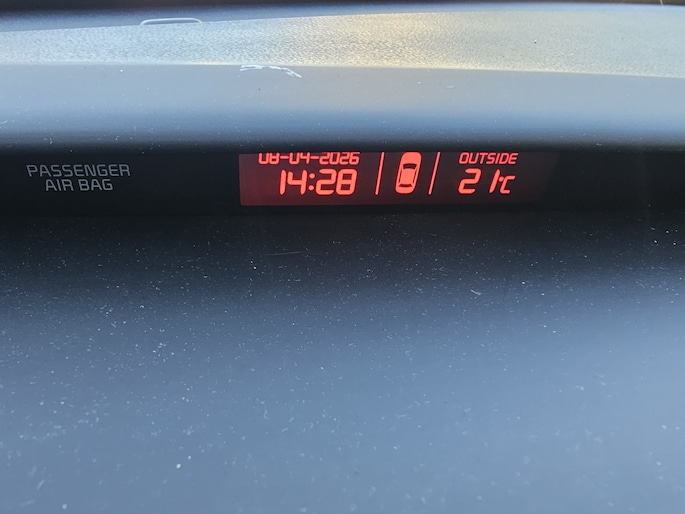 PASSENGER
AIR BAG
08-04-2026
14:28
OUTSIDE
21°C